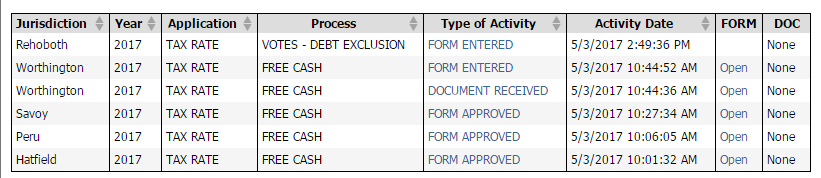 Jurisdiction Year Application Process Type of Activity Activity Date FORM DOC
Rehoboth 2017 TAX RATE VOTES - DEBT EXCLUSION FORM ENTERED 5/3/2017 2:49:36 PM None
Worthington 2017 TAX RATE FREE CASH FORM ENTERED 5/3/2017 10:44:52 AM Open None
Worthington 2017 TAX RATE FREE CASH DOCUMENT RECEIVED 5/3/2017 10:44:36 AM Open None
Savoy 2017 TAX RATE FREE CASH FORM APPROVED 5/3/2017 10:27:34 AM Open None
Peru 2017 TAX RATE FREE CASH FORM APPROVED 5/3/2017 10:06:05 AM Open None
Hatfield 2017 TAX RATE FREE CASH FORM APPROVED 5/3/2017 10:01:32 AM Open None